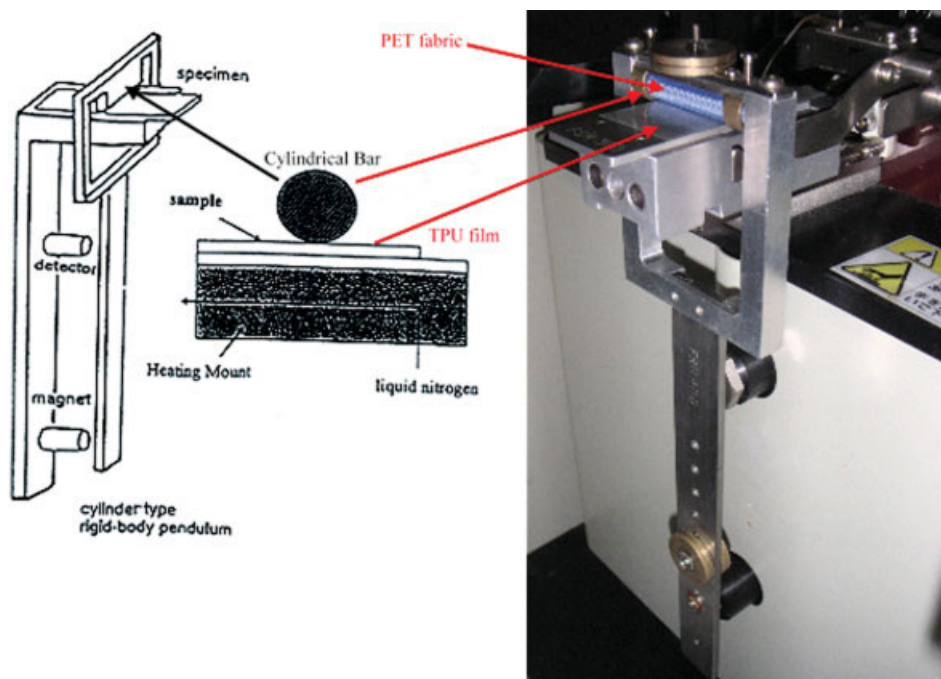 PET fabric
specimen
Cylindrical Bar
sample
TPU film
detector
Heating Mount
liquid nitrogen
magnet
cylinder type
rigid-body pendulum